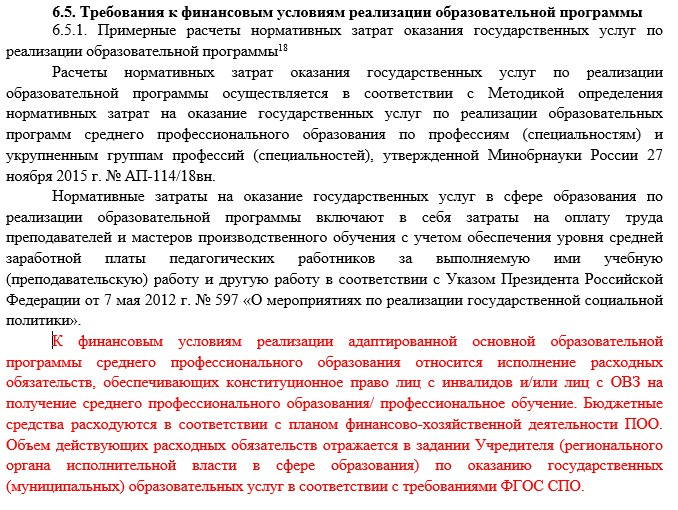 6.5. Требования к финансовым условиям реализации образовательной программы
6.5.1. Примерные расчеты нормативных затрат оказания государственных услуг по
реализации образовательной программы18
Расчеты нормативных затрат оказания государственных услуг по реализации
образовательной программы осуществляется в соответствии с Методикой определения
нормативных затрат на оказание государственных услуг по реализации образовательных
программ среднего профессионального образования по профессиям (специальностям) и
укрупненным группам профессий (специальностей), утвержденной Минобрнауки России 27
ноября 2015 г. № АП-114/18вн.
Нормативные затраты на оказание государственных услуг в сфере образования по
реализации образовательной программы включают в себя затраты на оплату труда
преподавателей и мастеров производственного обучения с учетом обеспечения уровня средней
заработной платы педагогических работников за выполняемую ими учебную
(преподавательскую) работу и другую работу в соответствии с Указом Президента Российской
Федерации от 7 мая 2012 г. № 597 «О мероприятиях по реализации государственной социальной
политики».
К финансовым условиям реализации адаптированной основной образовательной
программы среднего профессионального образования относится исполнение расходных
обязательств, обеспечивающих конституционное право лиц с инвалидов и/или лиц с ОВЗ на
получение среднего профессионального образования/ профессиональное обучение. Бюджетные
средства расходуются в соответствии с планом финансово-хозяйственной деятельности ПОО.
Объем действующих расходных обязательств отражается в задании Учредителя (регионального
органа исполнительной власти в сфере образования) по оказанию государственных
(муниципальных) образовательных услуг в соответствии с требованиями ФГОС СПО.